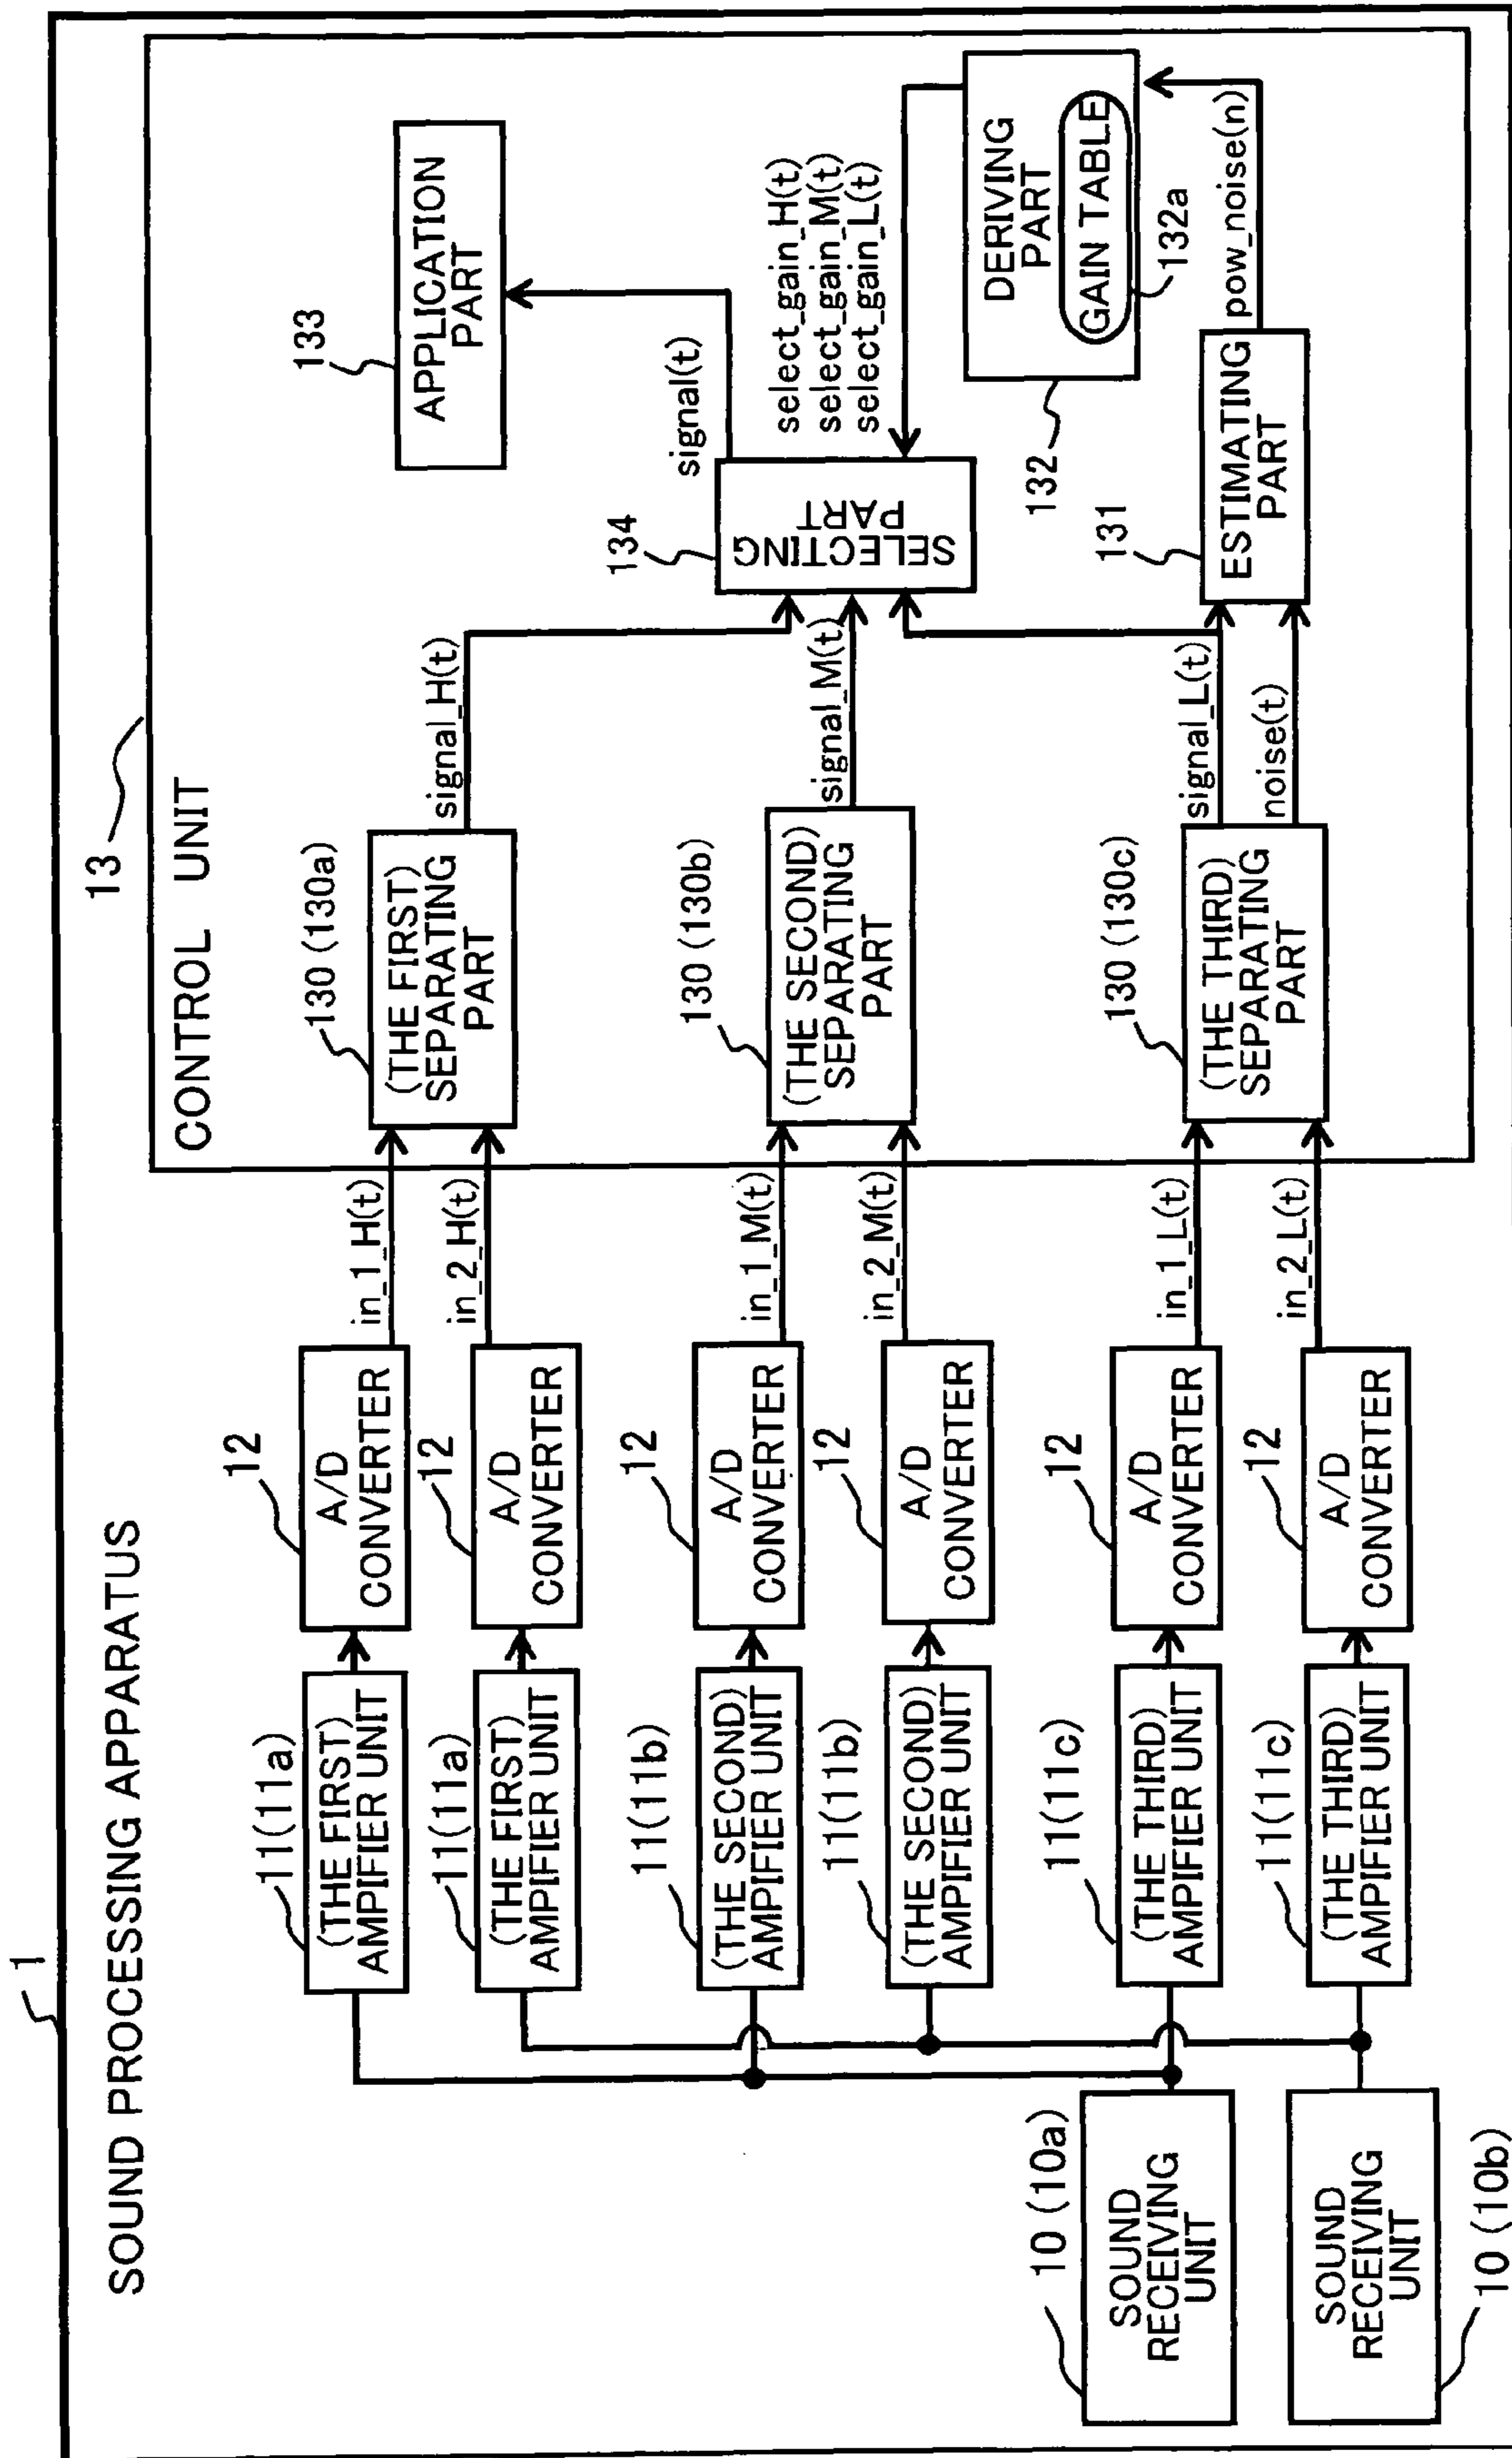 1
SOUND PROCESSING APPARATUS
13
CONTROL UNIT
10 (10a)
SOUND
RECEIVING
UNIT
SOUND
RECEIVING
UNIT
10 (10b)
11(11a)
(THE FIRST)
AMPIFIER UNIT
12
A/D
CONVERTER
in_1_H(t)
11(11a)
(THE FIRST)
AMPIFIER UNIT
12
A/D
CONVERTER
in_2_H(t)
130 (130a)
(THE FIRST)
SEPARATING
PART
signal_H(t)
11(11b)
(THE SECOND)
AMPIFIER UNIT
12
A/D
CONVERTER
in_1_M(t)
11(11b)
(THE SECOND)
AMPIFIER UNIT
12
A/D
CONVERTER
in_2_M(t)
130 (130b)
(THE SECOND)
SEPARATING
PART
signal_M(t)
11(11c)
(THE THIRD)
AMPIFIER UNIT
12
A/D
CONVERTER
in_1_L(t)
11(11c)
(THE THIRD)
AMPIFIER UNIT
12
A/D
CONVERTER
in_2_L(t)
130 (130c)
(THE THIRD)
SEPARATING
PART
signal_L(t)
noise(t)
134
SELECTING
PART
signal(t)
133
APPLICATION
PART
select_gain_H(t)
select_gain_M(t)
select_gain_L(t)
132
DERIVING
PART
GAIN TABLE
132a
131
ESTIMATING
PART
pow_noise(n)